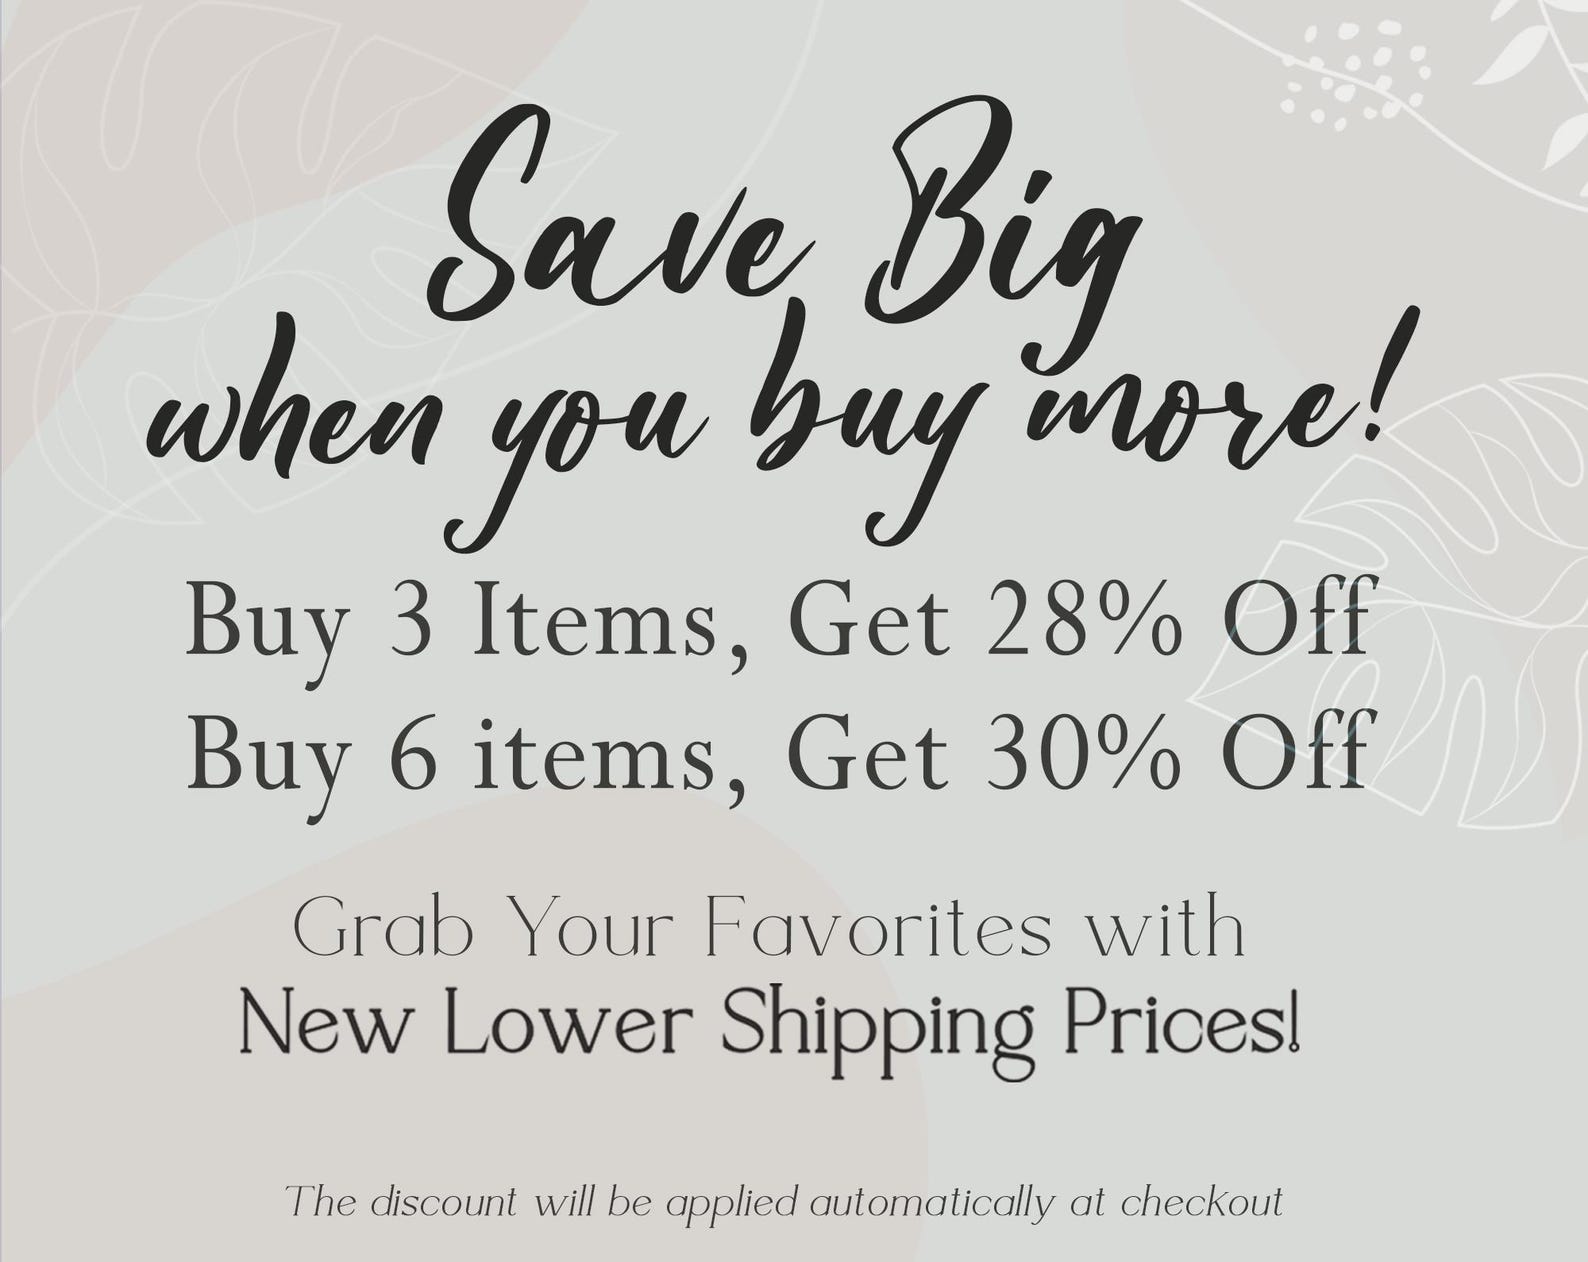 Save Big
when you buy more!
Buy 3 Items, Get 28% Off
Buy 6 items, Get 30% Off
Grab Your Favorites with
New Lower Shipping Prices!
The discount will be applied automatically at checkout